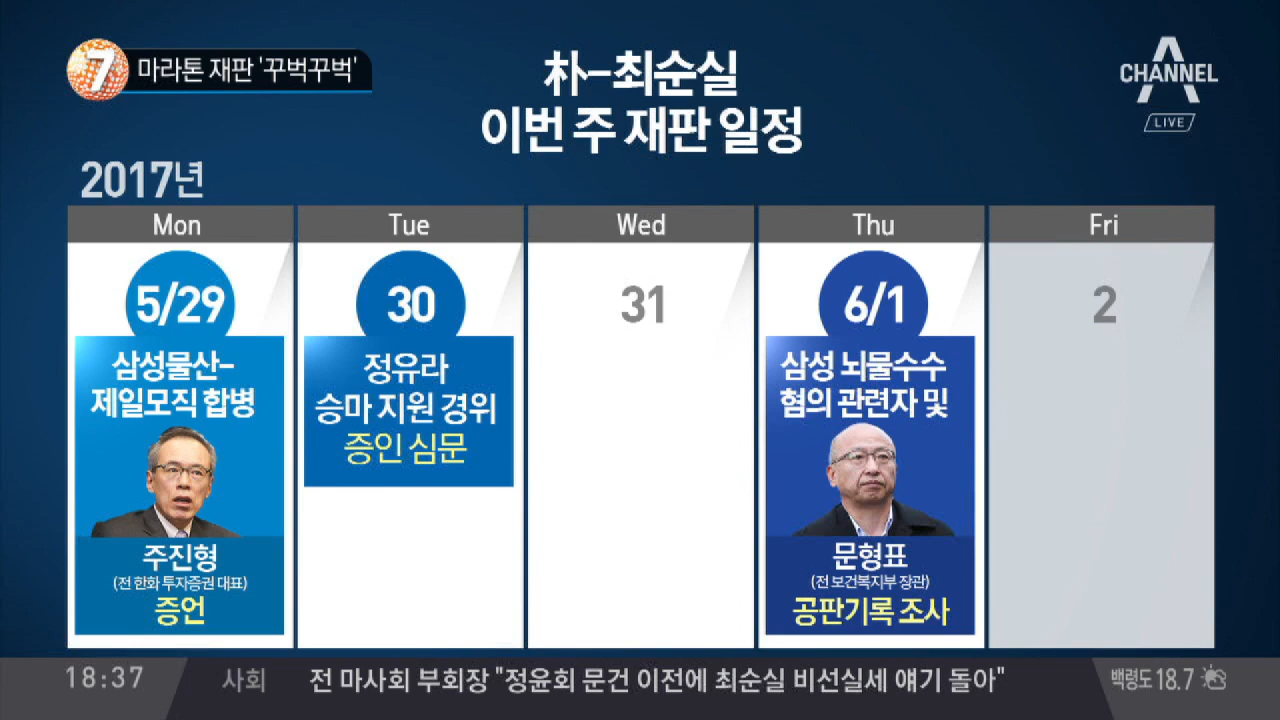 7 마라톤 재판 '꾸벅꾸벅'
朴-최순실
이번 주 재판 일정
CHANNEL A
LIVE
2017년
Mon Tue Wed Thu Fri
5/29 30 31 6/1 2
삼성물산-
제일모직 합병
주진형
(전 한화 투자증권 대표)
증언
정유라
승마 지원 경위
증인 심문
삼성 뇌물수수
혐의 관련자 및
문형표
(전 보건복지부 장관)
공판기록 조사
18:37 사회 전 마사회 부회장 "정윤회 문건 이전에 최순실 비선실세 얘기 돌아" 백령도 18.7